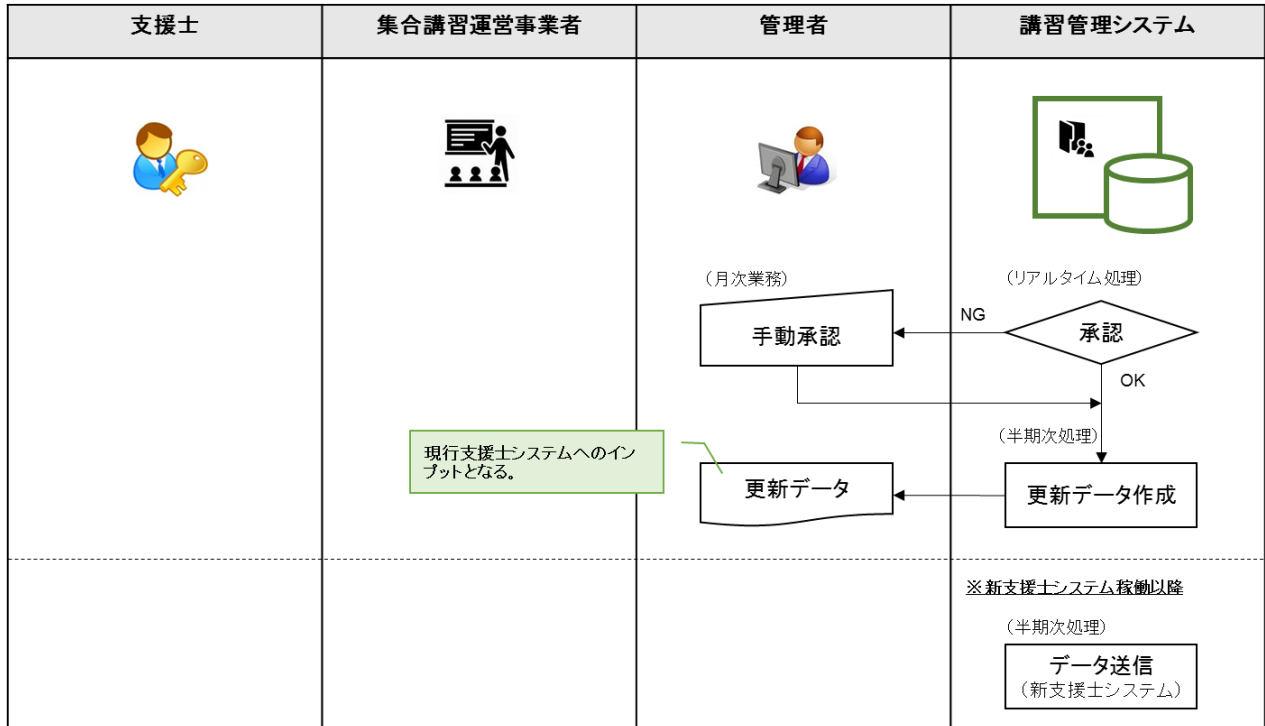 支援士
集合講習運営事業者
管理者
講習管理システム
（月次業務）
（リアルタイム処理）
手動承認
NG
承認
OK
（半期次処理）
現行支援士システムへのイン
プットとなる。
更新データ
更新データ作成
※新支援士システム稼働以降
（半期次処理）
データ送信
（新支援士システム）